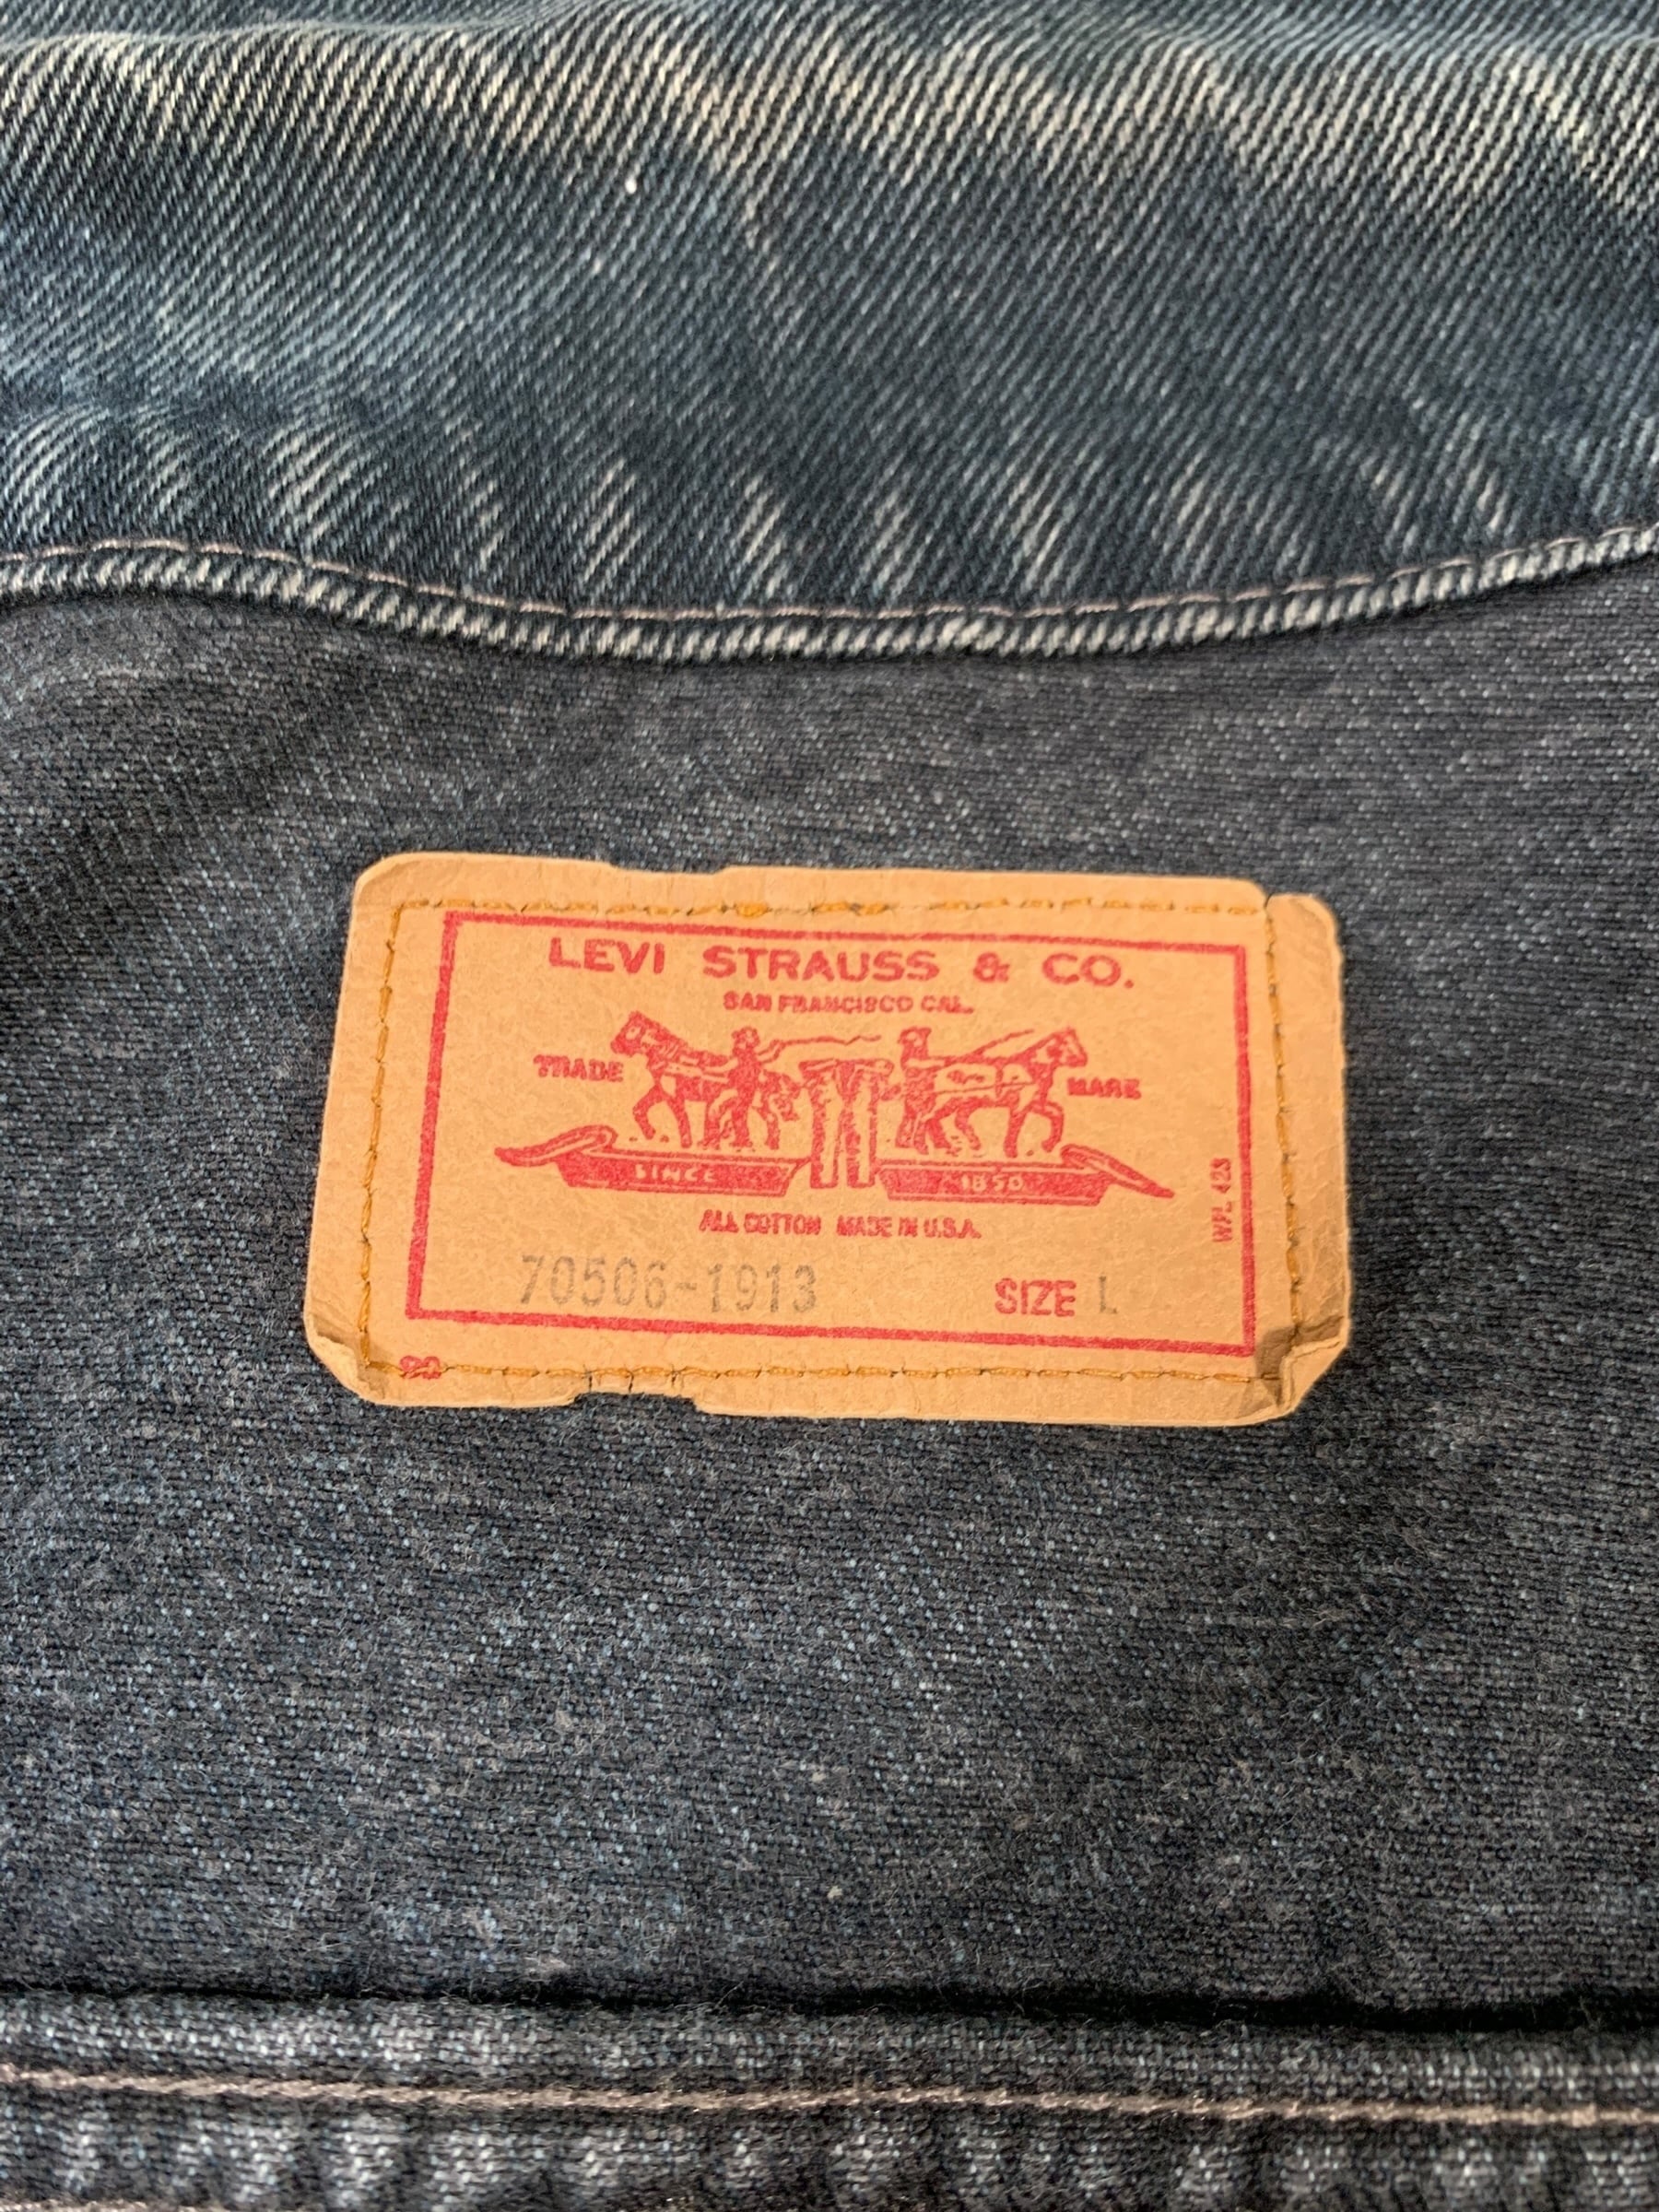 LEVI STRAUSS & CO.
SAN FRANCISCO CAL.
TRADE MARK
SINCE 1850
ALL COTTON MADE IN U.S.A.
WPL 423
70506-1913 SIZE L